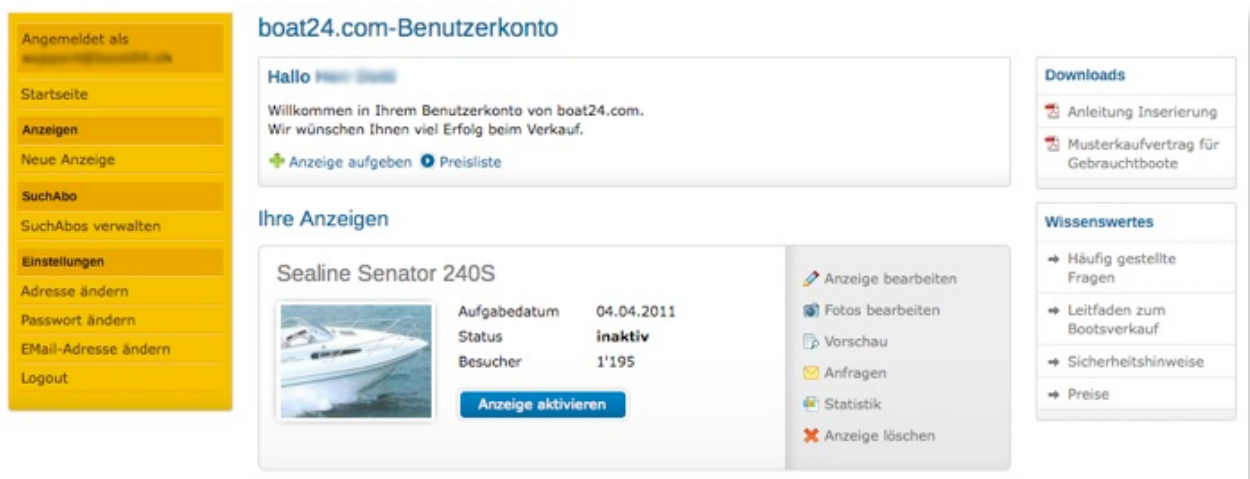 Angemeldet als
Startseite
Anzeigen
Neue Anzeige
SuchAbo
SuchAbos verwalten
Einstellungen
Adresse ändern
Passwort ändern
EMail-Adresse ändern
Logout
boat24.com-Benutzerkonto
Hallo
Willkommen in Ihrem Benutzerkonto von boat24.com.
Wir wünschen Ihnen viel Erfolg beim Verkauf.
Anzeige aufgeben Preisliste
Ihre Anzeigen
Sealine Senator 240S
Aufgabedatum 04.04.2011
Status inaktiv
Besucher 1'195
Anzeige aktivieren
Anzeige bearbeiten
Fotos bearbeiten
Vorschau
Anfragen
Statistik
Anzeige löschen
Downloads
Anleitung Inserierung
Musterkaufvertrag für
Gebrauchtboote
Wissenswertes
Häufig gestellte
Fragen
Leitfaden zum
Bootsverkauf
Sicherheitshinweise
Preise